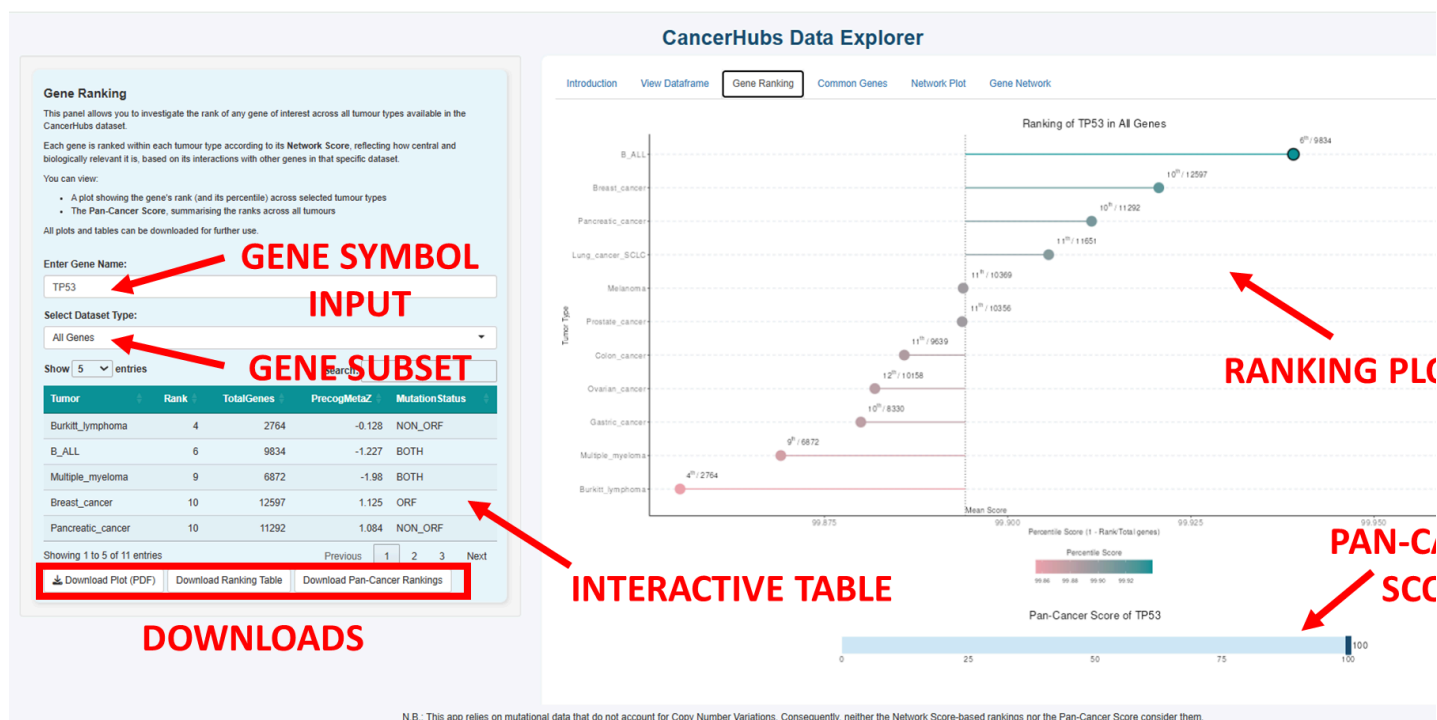 CancerHubs Data Explorer
Gene Ranking
This panel allows you to investigate the rank of any gene of interest across all tumour types available in the
CancerHubs dataset.
Each gene is ranked within each tumour type according to its Network Score, reflecting how central and
biologically relevant it is, based on its interactions with other genes in that specific dataset.
You can view:
• A plot showing the gene's rank (and its percentile) across selected tumour types
• The Pan-Cancer Score, summarising the ranks across all tumours
All plots and tables can be downloaded for further use.
Enter Gene Name:
TP53
GENE SYMBOL
INPUT
Select Dataset Type:
All Genes
GENE SUBSET
Show 5 entries
Search:
Tumor Rank TotalGenes PrecogMetaZ MutationStatus
Burkitt_lymphoma 4 2764 -0.128 NON_ORF
B_ALL 6 9834 -1.227 BOTH
Multiple_myeloma 9 6872 -1.98 BOTH
Breast_cancer 10 12597 1.125 ORF
Pancreatic_cancer 10 11292 1.084 NON_ORF
Showing 1 to 5 of 11 entries Previous 1 2 3 Next
Download Plot (PDF) Download Ranking Table Download Pan-Cancer Rankings
DOWNLOADS
INTERACTIVE TABLE
Introduction View Dataframe Gene Ranking Common Genes Network Plot Gene Network
Ranking of TP53 in All Genes
Tumor Type
B_ALL 6th / 9834
Breast_cancer 10th / 12597
Pancreatic_cancer 10th / 11292
Lung_cancer_SCLC 11th / 11651
Melanoma 11th / 10369
Prostate_cancer 11th / 10356
Colon_cancer 11th / 9639
Ovarian_cancer 12th / 10158
Gastric_cancer 10th / 8330
Multiple_myeloma 9th / 6872
Burkitt_lymphoma 4th / 2764
RANKING PLO
Mean Score
99.875 99.900 99.925 99.950
Percentile Score (1 - Rank/Total genes)
Percentile Score
99.86 99.88 99.90 99.92
PAN-CA
SCO
Pan-Cancer Score of TP53
100
0 25 50 75 100
N.B.: This app relies on mutational data that do not account for Copy Number Variations. Consequently, neither the Network Score-based rankings nor the Pan-Cancer Score consider them.